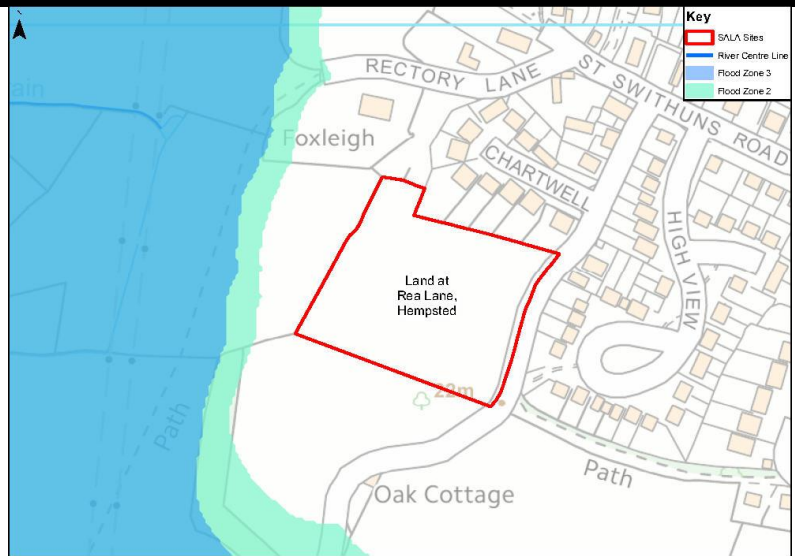 Key
SALA Sites
River Centre Line
Flood Zone 3
Flood Zone 2
RECTORY LANE
ST SWITHUNS ROAD
Foxleigh
CHARTWELL
HIGH VIEW
Land at
Rea Lane,
Hempsted
22m
Path
Path
Oak Cottage